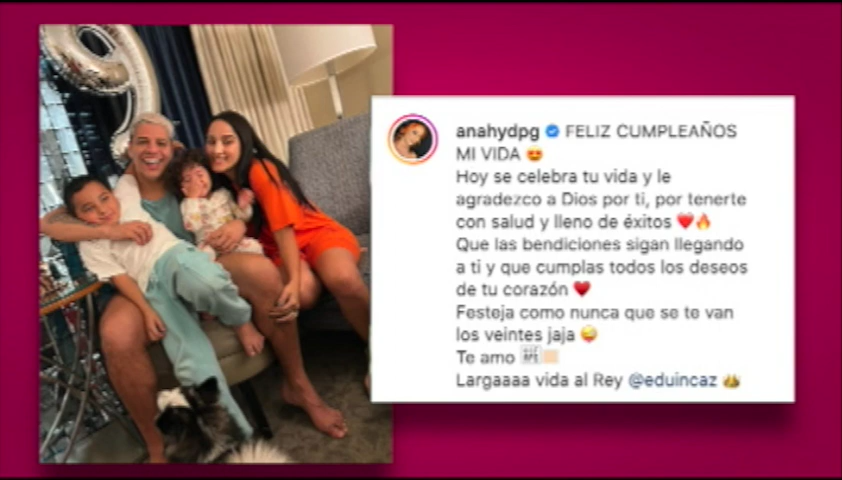 anahydpg FELIZ CUMPLEAÑOS
MI VIDA 😍
Hoy se celebra tu vida y le
agradezco a Dios por ti, por tenerte
con salud y lleno de éxitos ❤️🔥
Que las bendiciones sigan llegando
a ti y que cumplas todos los deseos
de tu corazón ❤️
Festeja como nunca que se te van
los veintes jaja 😜
Te amo
Largaaaa vida al Rey @eduincaz 👑